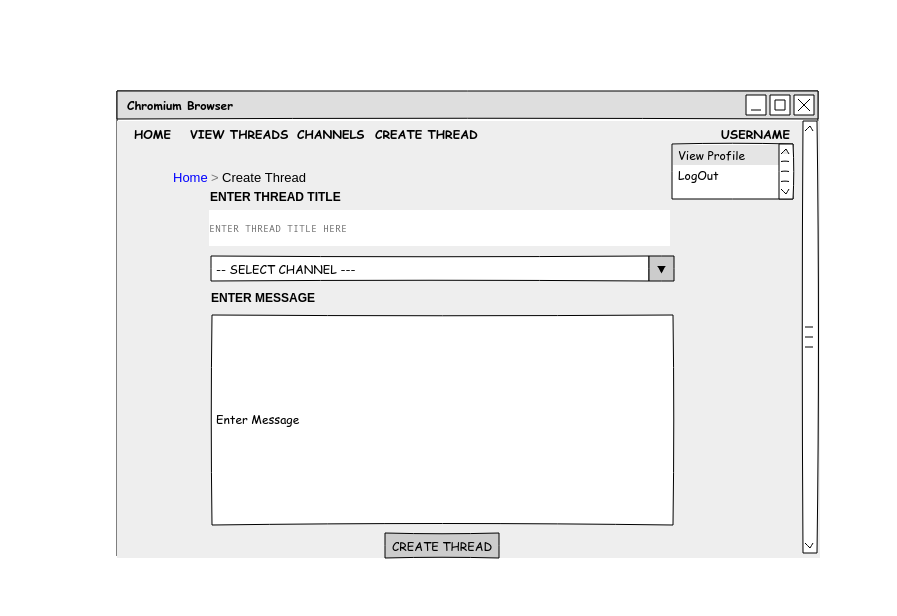 Chromium Browser
HOME VIEW THREADS CHANNELS CREATE THREAD USERNAME
View Profile
LogOut
Home > Create Thread
ENTER THREAD TITLE
ENTER THREAD TITLE HERE
-- SELECT CHANNEL ---
ENTER MESSAGE
Enter Message
CREATE THREAD